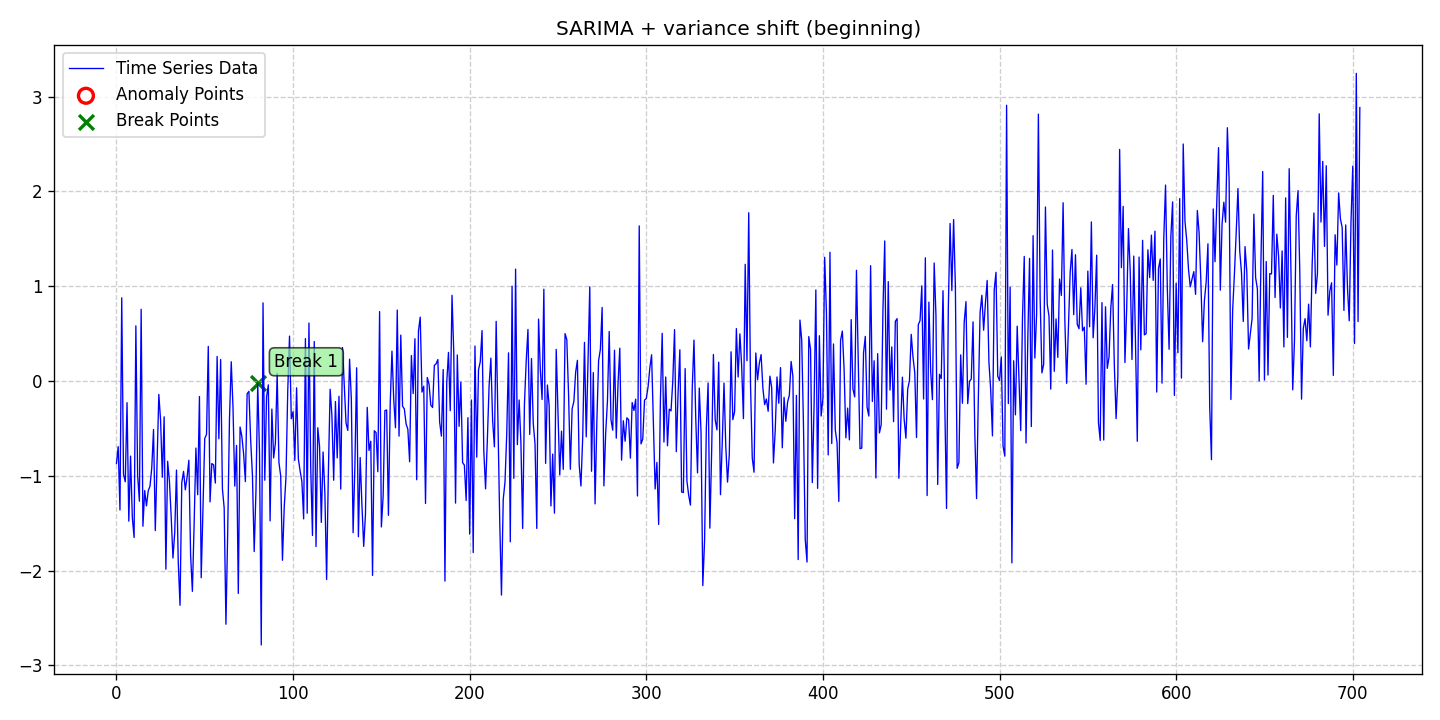 SARIMA + variance shift (beginning)
Time Series Data
Anomaly Points
Break Points
3
2
1
0
−1
−2
−3
Break 1
0 100 200 300 400 500 600 700